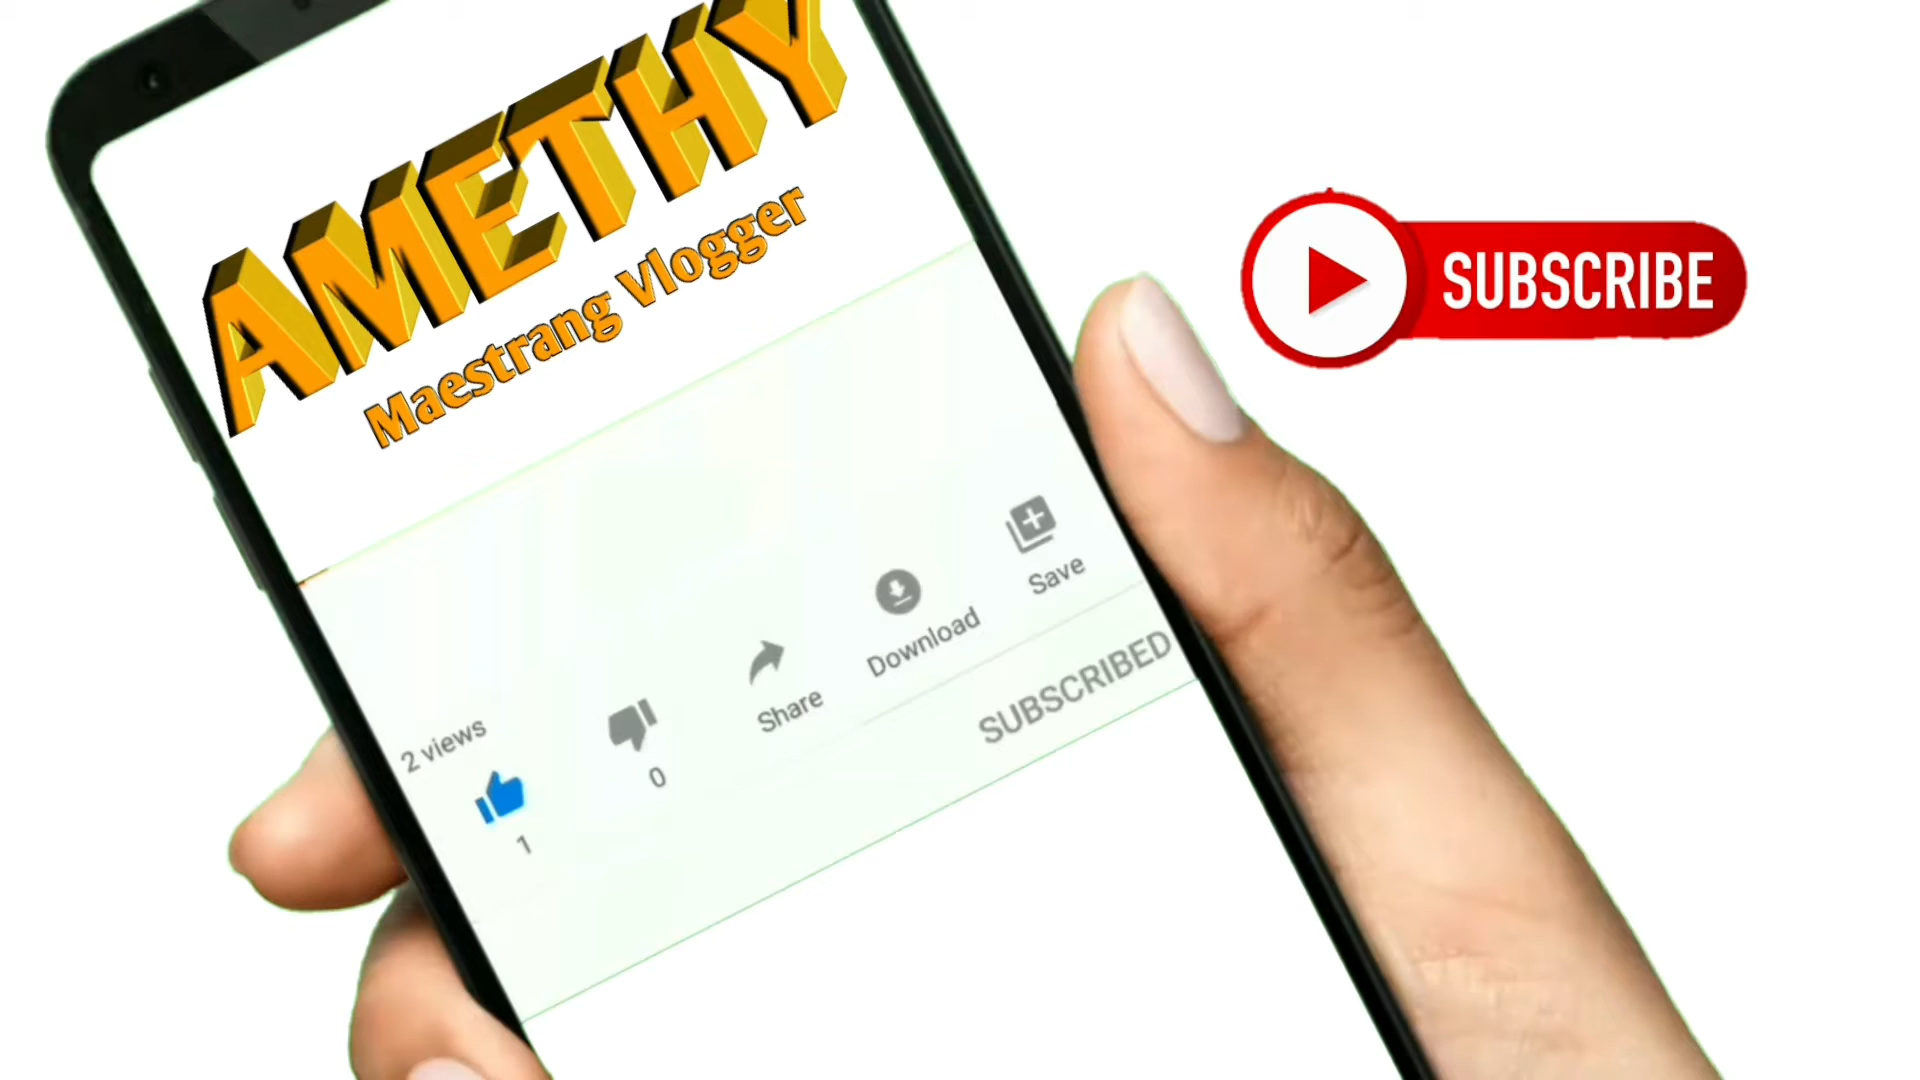 AMETHY
Maestrang Vlogger
SUBSCRIBE
2 views
1
0
Share
Download
Save
SUBSCRIBED